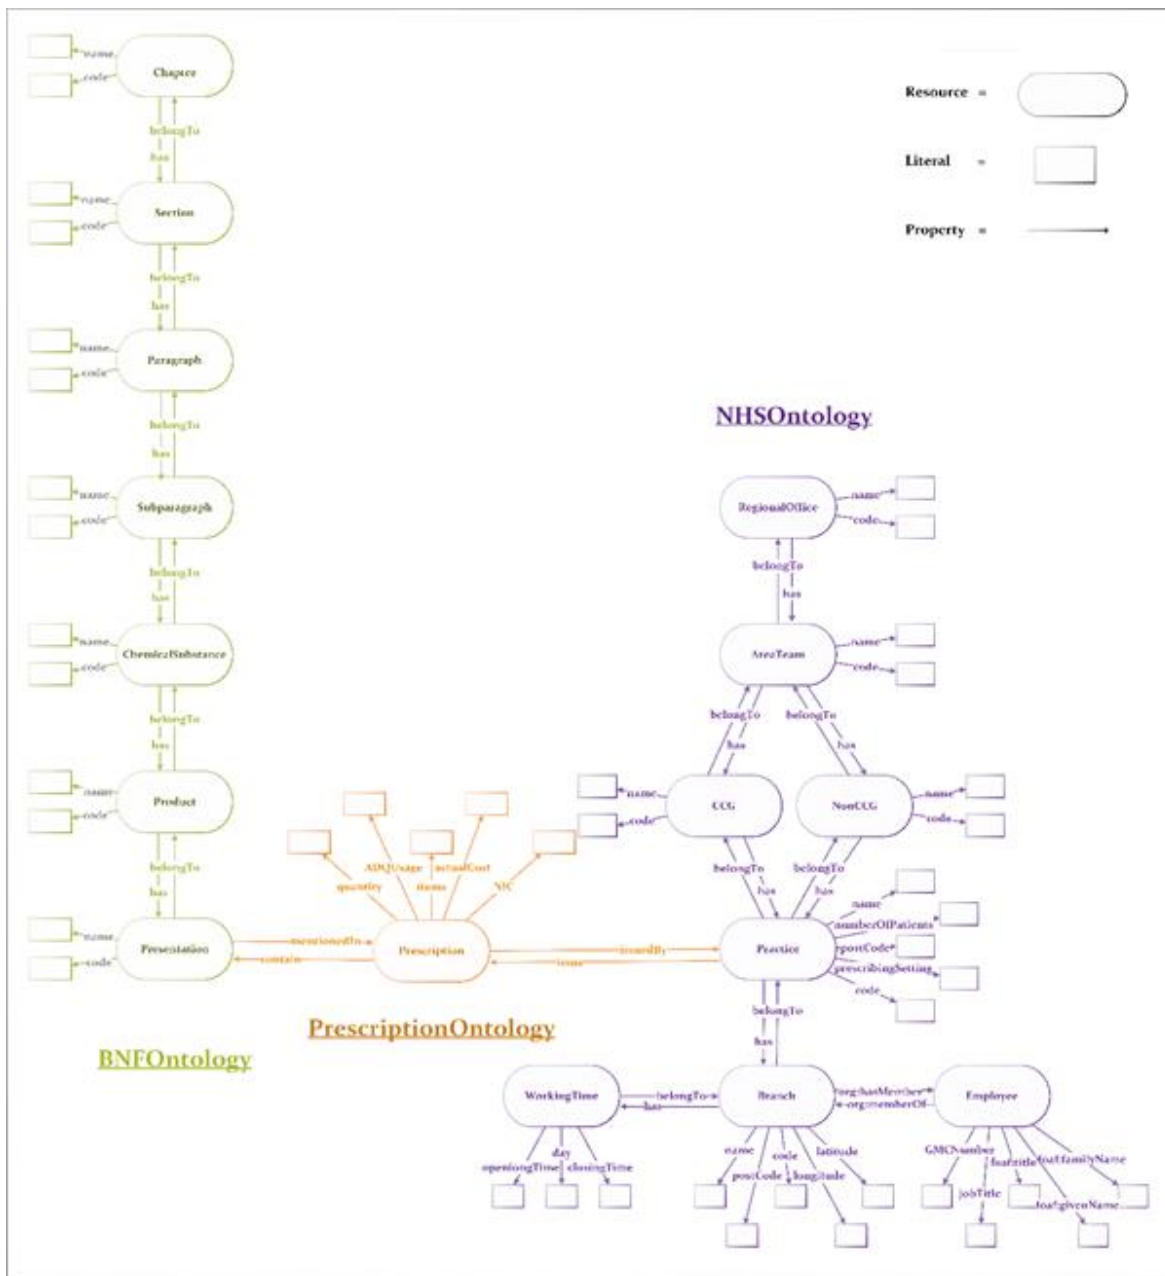 name
Chapter
code
belongTo
has
name
Section
code
belongTo
has
name
Paragraph
code
belongTo
has
name
Subparagraph
code
belongTo
has
name
ChemicalSubstance
code
belongTo
has
name
Product
code
belongTo
has
name
Presentation
code
BNFOntology
Resource =
Literal =
Property =
ADQUsage
actualCost
quantity
items
NIC
mentionedIn
Prescription
contain
issuedBy
issue
PrescriptionOntology
NHSOntology
RegionalOffice
name
code
belongTo
has
AreaTeam
name
code
belongTo
belongTo
has
has
name
CCG
code
NonCCG
name
code
belongTo
belongTo
has
has
Practice
name
numberOfPatients
reportCode
prescribingSetting
code
belongTo
has
WorkingTime
belongTo
has
Branch
org:hasMember
org:memberOf
Employee
day
openingTime
closingTime
name
code
latitude
postCode
longitude
GMCNumber
foaf:title
foaf:familyName
jobTitle
foaf:givenName